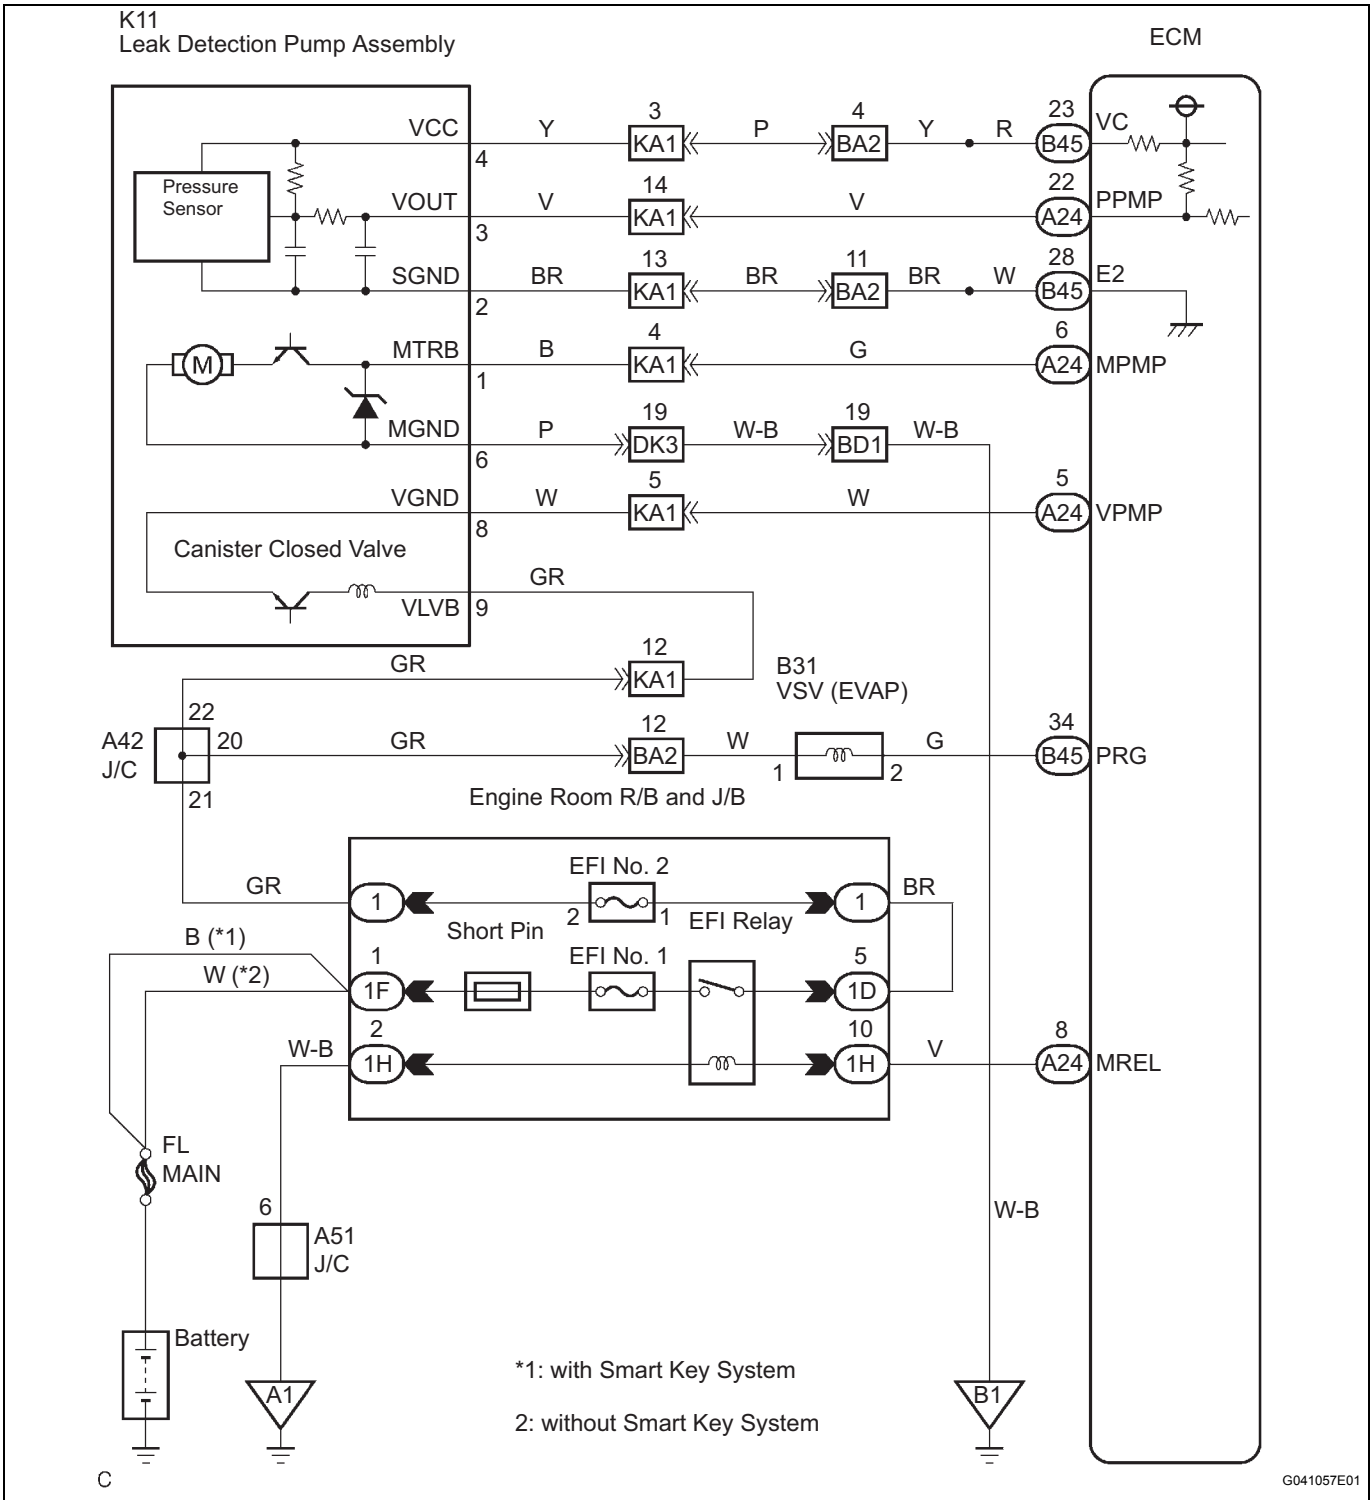 K11
Leak Detection Pump Assembly
ECM
VCC
4
Y
3
KA1
P
4
BA2
Y
R
23
B45
VC
Pressure
Sensor
VOUT
3
V
14
KA1
V
22
A24
PPMP
SGND
2
BR
13
KA1
BR
11
BA2
BR
W
28
B45
E2
M
MTRB
1
B
4
KA1
G
6
A24
MPMP
MGND
6
P
19
DK3
W-B
19
BD1
W-B
VGND
8
W
5
KA1
W
5
A24
VPMP
Canister Closed Valve
VLVB
9
GR
GR
12
KA1
B31
VSV (EVAP)
A42
J/C
22
20
21
GR
12
BA2
W
1
2
G
34
B45
PRG
Engine Room R/B and J/B
GR
1
EFI No. 2
2
1
1
BR
Short Pin
EFI Relay
B (*1)
W (*2)
1
1F
EFI No. 1
5
1D
W-B
2
1H
10
1H
V
8
A24
MREL
FL
MAIN
6
A51
J/C
W-B
Battery
A1
*1: with Smart Key System
2: without Smart Key System
B1
C
G041057E01